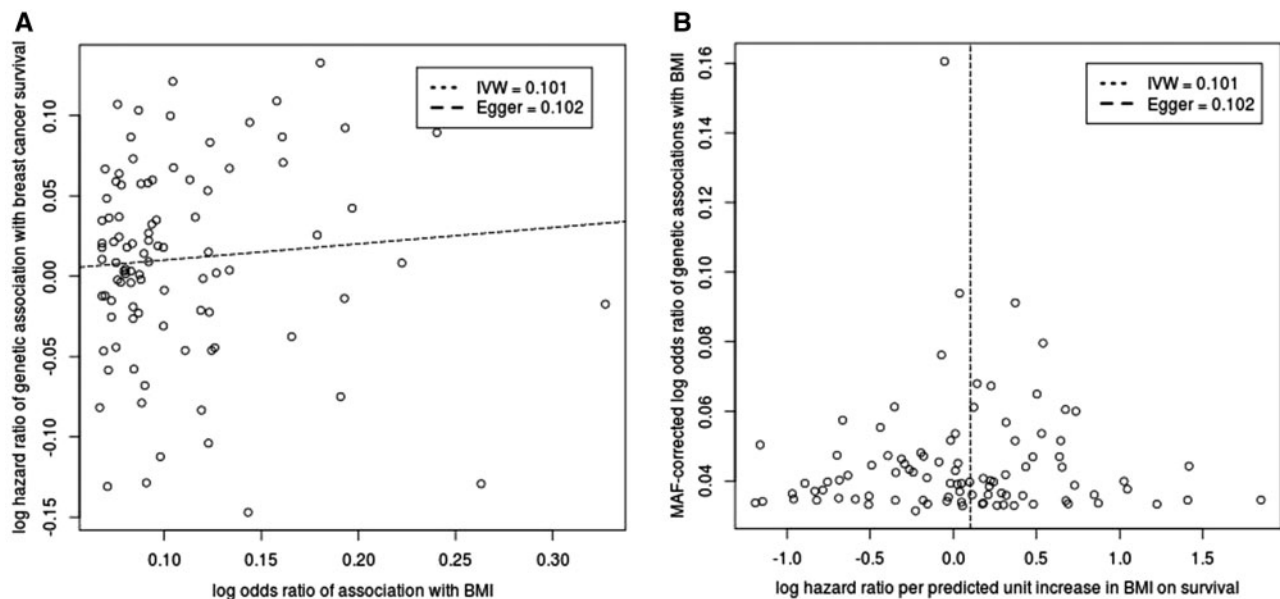 A
log hazard ratio of genetic association with breast cancer survival
0.10
0.05
0.00
-0.05
-0.10
-0.15
IVW = 0.101
Egger = 0.102
0.10 0.15 0.20 0.25 0.30
log odds ratio of association with BMI
B
MAF-corrected log odds ratio of genetic associations with BMI
0.16
0.14
0.12
0.10
0.08
0.06
0.04
IVW = 0.101
Egger = 0.102
-1.0 -0.5 0.0 0.5 1.0 1.5
log hazard ratio per predicted unit increase in BMI on survival